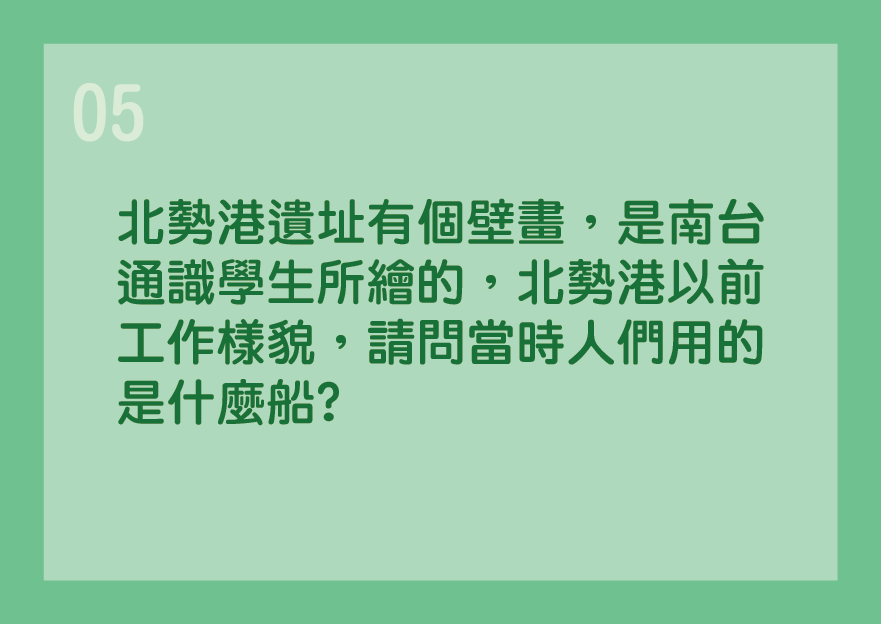 05
北勢港遺址有個壁畫，是南台
通識學生所繪的，北勢港以前
工作樣貌，請問當時人們用的
是什麼船?